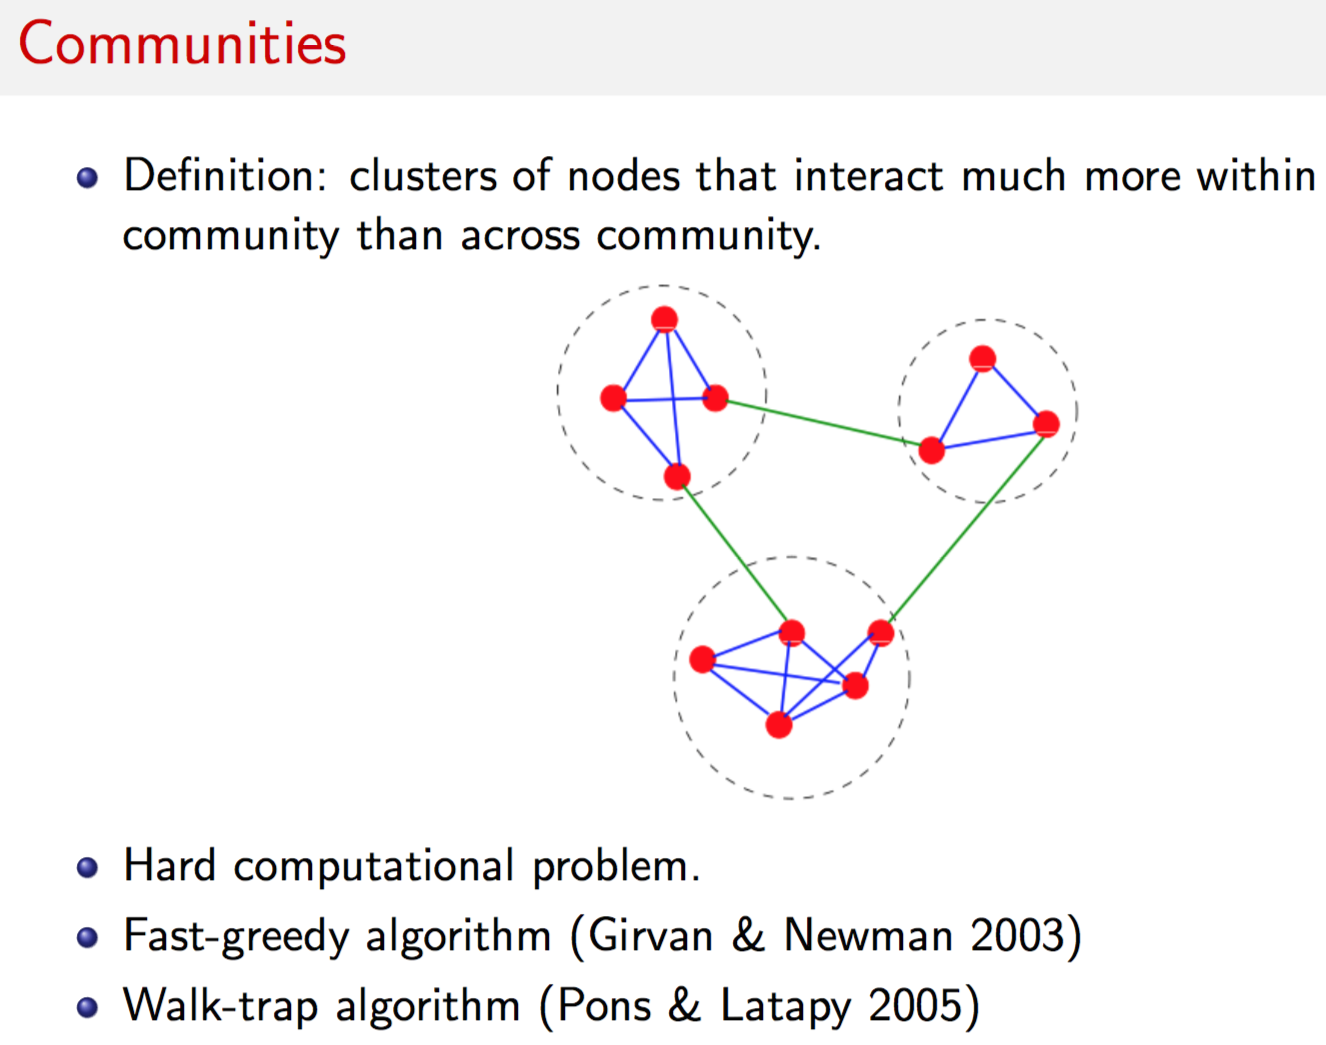 Communities
Definition: clusters of nodes that interact much more within
community than across community.
Hard computational problem.
Fast-greedy algorithm (Girvan & Newman 2003)
Walk-trap algorithm (Pons & Latapy 2005)